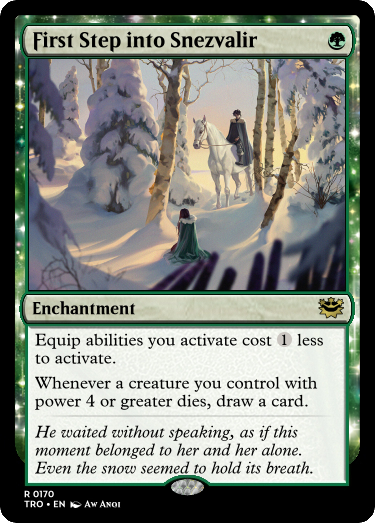 First Step into Snezvalir
Enchantment
Equip abilities you activate cost 1 less
to activate.
Whenever a creature you control with
power 4 or greater dies, draw a card.
He waited without speaking, as if this
moment belonged to her and her alone.
Even the snow seemed to hold its breath.
R 0170
TRO • EN Aw Anoi